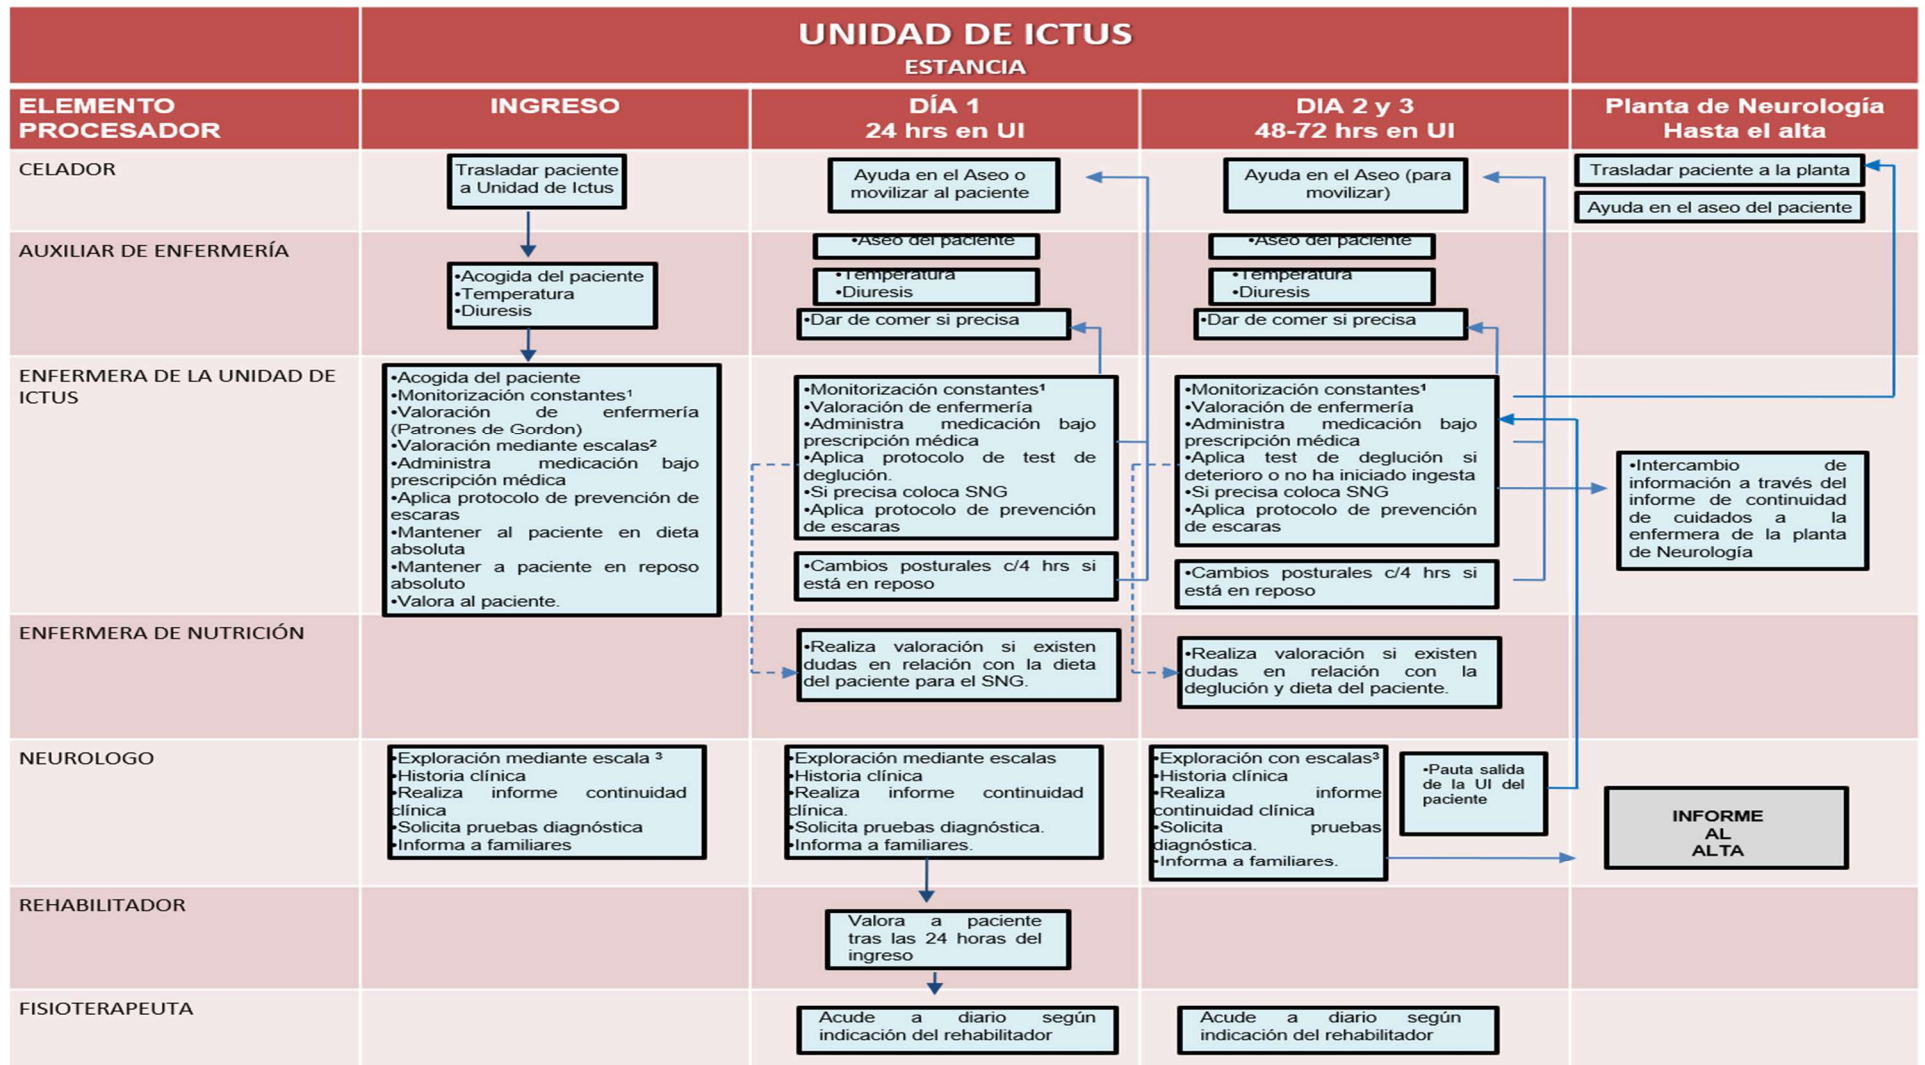 UNIDAD DE ICTUS
ESTANCIA
ELEMENTO
PROCESADOR
INGRESO
DÍA 1
24 hrs en UI
DIA 2 y 3
48-72 hrs en UI
Planta de Neurología
Hasta el alta
CELADOR
Trasladar paciente
a Unidad de Ictus
Ayuda en el Aseo o
movilizar al paciente
Ayuda en el Aseo (para
movilizar)
Trasladar paciente a la planta
Ayuda en el aseo del paciente
AUXILIAR DE ENFERMERÍA
•Acogida del paciente
•Temperatura
•Diuresis
•Aseo del paciente
•Temperatura
•Diuresis
•Dar de comer si precisa
•Aseo del paciente
•Temperatura
•Diuresis
•Dar de comer si precisa
ENFERMERA DE LA UNIDAD DE
ICTUS
•Acogida del paciente
•Monitorización constantes¹
•Valoración de enfermería
(Patrones de Gordon)
•Valoración mediante escalas²
•Administra medicación bajo
prescripción médica
•Aplica protocolo de prevención de
escaras
•Mantener al paciente en dieta
absoluta
•Mantener a paciente en reposo
absoluto
•Valora al paciente.
•Monitorización constantes¹
•Valoración de enfermería
•Administra medicación bajo
prescripción médica
•Aplica protocolo de test de
deglución.
•Si precisa coloca SNG
•Aplica protocolo de prevención
de escaras
•Cambios posturales c/4 hrs si
está en reposo
•Monitorización constantes¹
•Valoración de enfermería
•Administra medicación bajo
prescripción médica
•Aplica test de deglución si
deterioro o no ha iniciado ingesta
•Si precisa coloca SNG
•Aplica protocolo de prevención
de escaras
•Cambios posturales c/4 hrs si
está en reposo
•Intercambio de
información a través del
informe de continuidad
de cuidados a la
enfermera de la planta
de Neurología
ENFERMERA DE NUTRICIÓN
•Realiza valoración si existen
dudas en relación con la dieta
del paciente para el SNG.
•Realiza valoración si existen
dudas en relación con la
deglución y dieta del paciente.
NEUROLOGO
•Exploración mediante escala ³
•Historia clínica
•Realiza informe continuidad
clínica
•Solicita pruebas diagnóstica
•Informa a familiares
•Exploración mediante escalas
•Historia clínica
•Realiza informe continuidad
clínica.
•Solicita pruebas diagnóstica.
•Informa a familiares.
•Exploración con escalas³
•Historia clínica
•Realiza informe
continuidad clínica
•Solicita pruebas
diagnóstica.
•Informa a familiares.
•Pauta salida
de la UI del
paciente
INFORME
AL
ALTA
REHABILITADOR
Valora a paciente
tras las 24 horas del
ingreso
FISIOTERAPEUTA
Acude a diario según
indicación del rehabilitador
Acude a diario según
indicación del rehabilitador